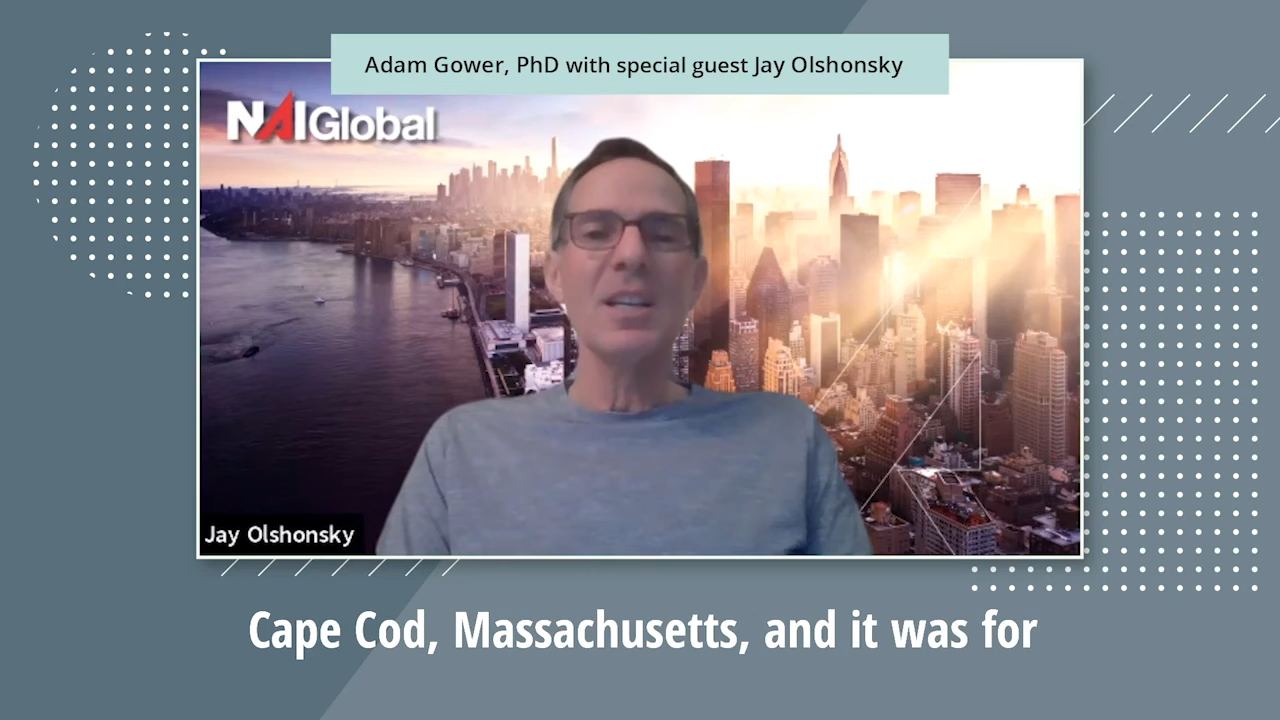 Adam Gower, PhD with special guest Jay Olshonsky
NAIGlobal
Jay Olshonsky
Cape Cod, Massachusetts, and it was for